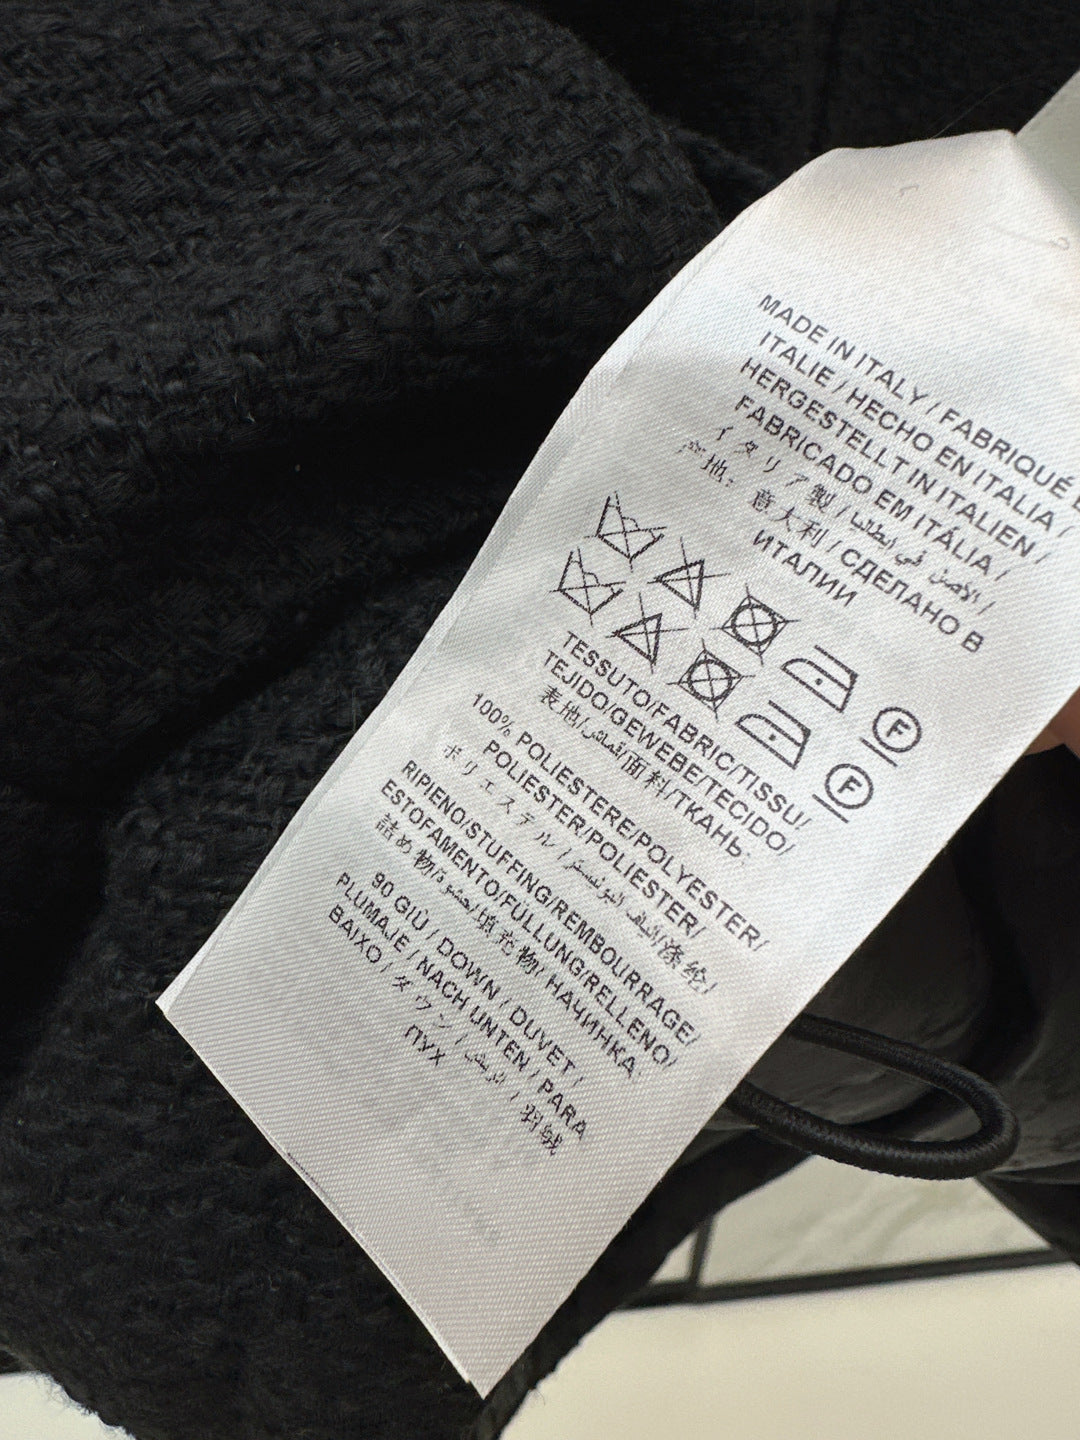 MADE IN ITALY / FABRIQUÉ
ITALIE / HECHO EN ITALIA /
HERGESTELLT IN ITALIEN /
FABRICADO EM ITÁLIA /
イタリア製 / الأصل في إيطاليا /
产地：意大利 / СДЕЛАНО В
ИТАЛИИ
F
F
TESSUTO/FABRIC/TISSU/
TEJIDO/GEWEBE/TECIDO/
表地/قماش/面料/ТКАНЬ:
100% POLIESTERE/POLYESTER/
POLIESTER/POLIESTER/
ポリエステル / /涤纶/
RIPIENO/STUFFING/REMBOURRAGE/
ESTOFAMENTO/FÜLLUNG/RELLENO/
詰め物/حشوة/填充物/ НАЧИНКА:
90 GIÙ / DOWN / DUVET /
PLUMAJE / NACH UNTEN / PARA
BAIXO / ダウン / الريش / 羽绒
ПУХ